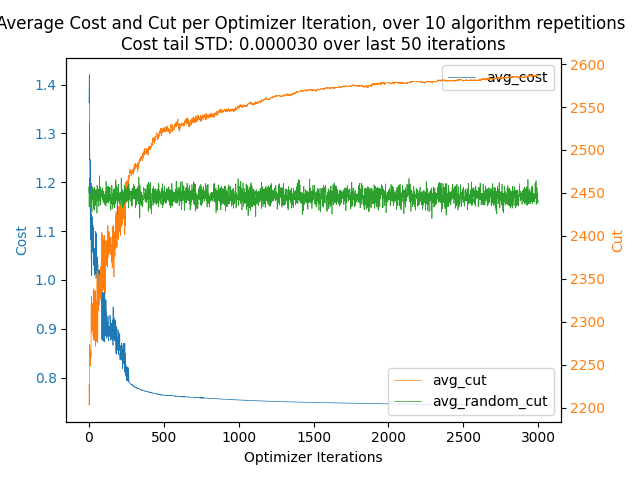 Average Cost and Cut per Optimizer Iteration, over 10 algorithm repetitions
Cost tail STD: 0.000030 over last 50 iterations
avg_cost
1.4
1.3
1.2
1.1
1.0
0.9
0.8
Cost
2600
2550
2500
2450
2400
2350
2300
2250
2200
Cut
avg_cut
avg_random_cut
0
500
1000
1500
2000
2500
3000
Optimizer Iterations